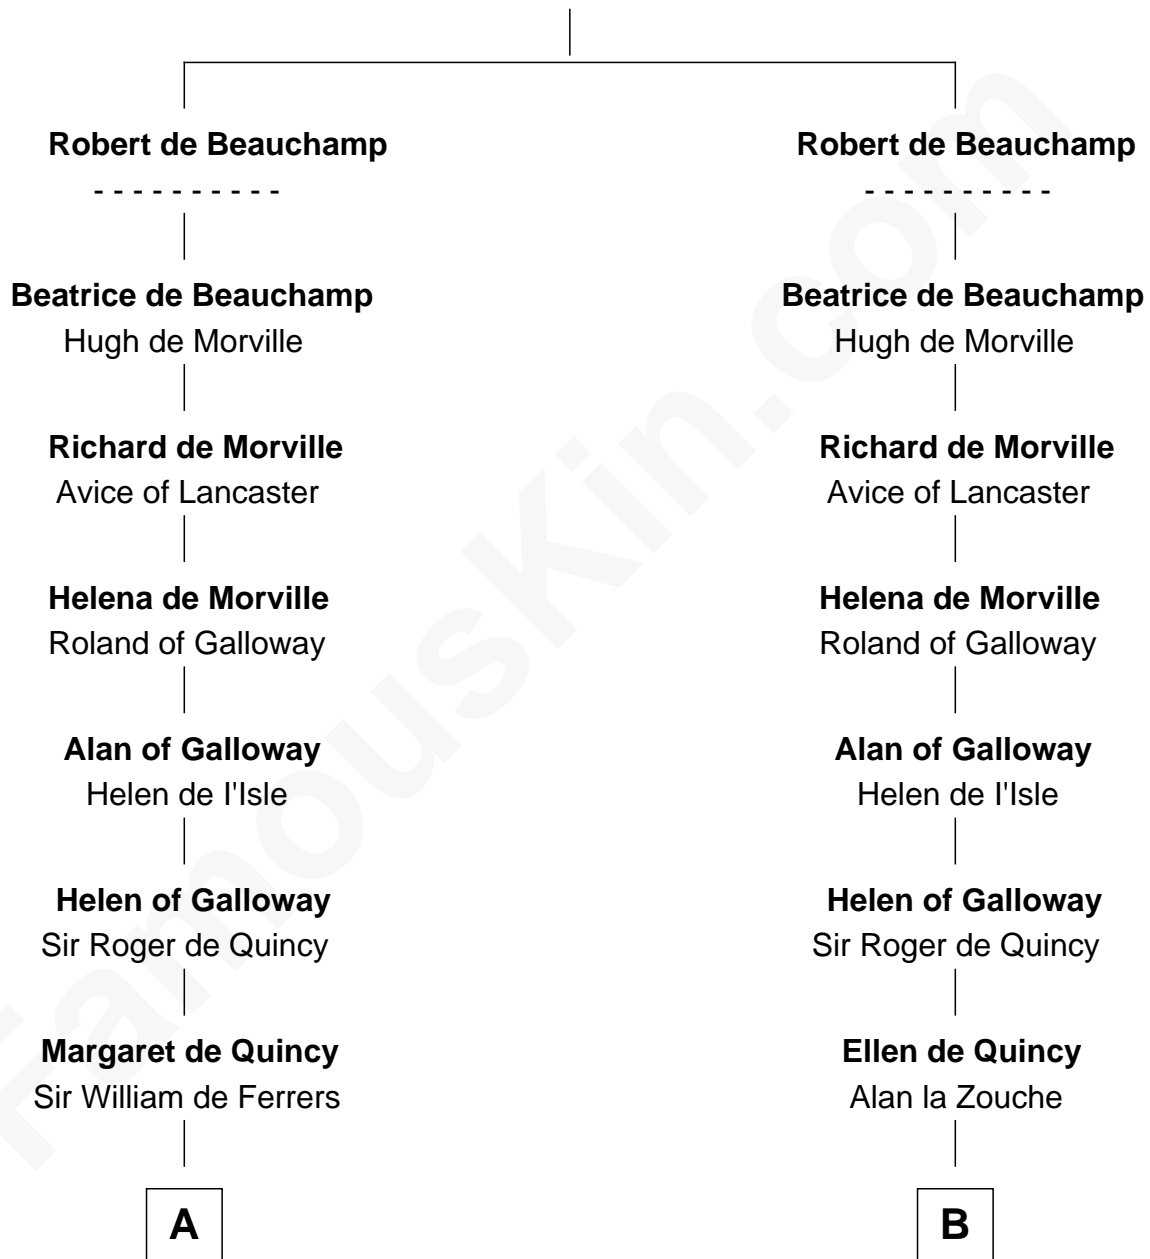 Robert de Beauchamp
- - - - - - - - - -
Beatrice de Beauchamp
Hugh de Morville
Richard de Morville
Avice of Lancaster
Helena de Morville
Roland of Galloway
Alan of Galloway
Helen de I'Isle
Helen of Galloway
Sir Roger de Quincy
Margaret de Quincy
Sir William de Ferrers
A
Robert de Beauchamp
- - - - - - - - - -
Beatrice de Beauchamp
Hugh de Morville
Richard de Morville
Avice of Lancaster
Helena de Morville
Roland of Galloway
Alan of Galloway
Helen de I'Isle
Helen of Galloway
Sir Roger de Quincy
Ellen de Quincy
Alan la Zouche
B
FamousKin.com